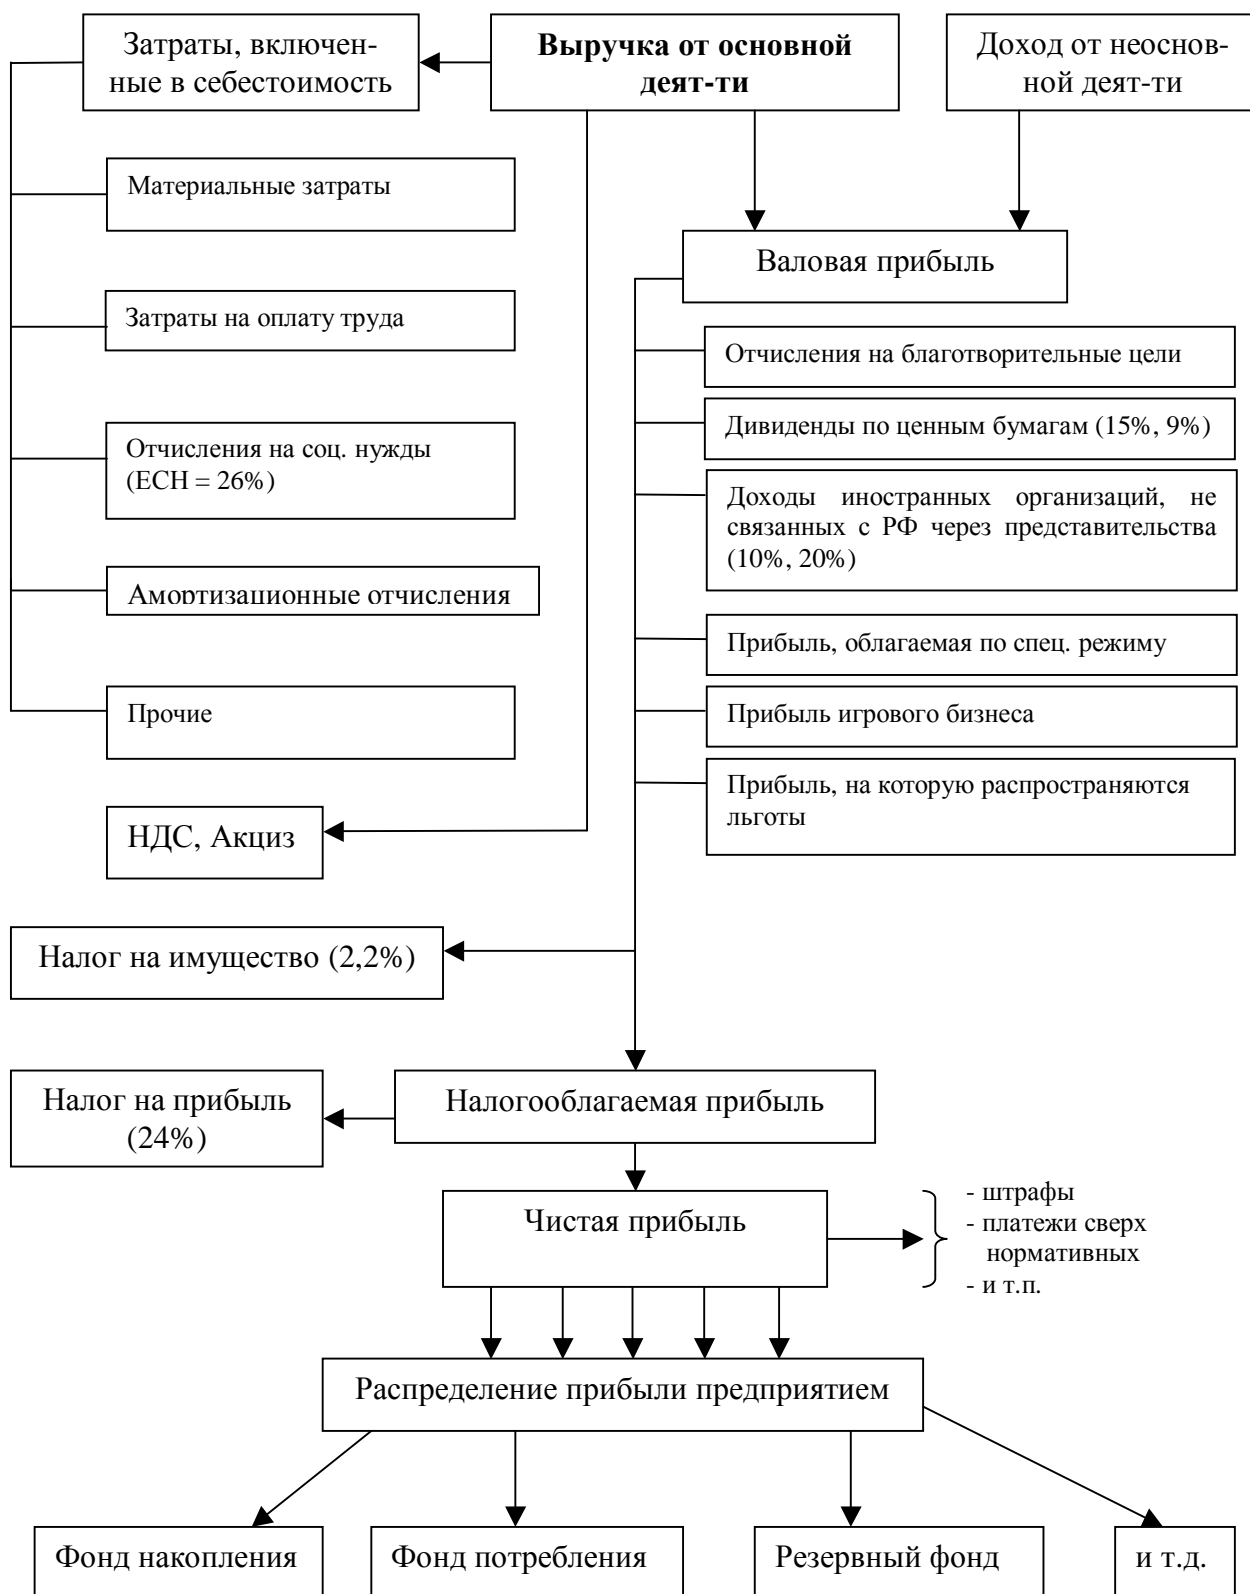 Затраты, включен-
ные в себестоимость
Выручка от основной
деят-ти
Доход от неоснов-
ной деят-ти
Материальные затраты
Затраты на оплату труда
Отчисления на соц. нужды
(ЕСН = 26%)
Амортизационные отчисления
Прочие
НДС, Акциз
Валовая прибыль
Отчисления на благотворительные цели
Дивиденды по ценным бумагам (15%, 9%)
Доходы иностранных организаций, не
связанных с РФ через представительства
(10%, 20%)
Прибыль, облагаемая по спец. режиму
Прибыль игрового бизнеса
Прибыль, на которую распространяются
льготы
Налог на имущество (2,2%)
Налог на прибыль
(24%)
Налогооблагаемая прибыль
Чистая прибыль
- штрафы
- платежи сверх
нормативных
- и т.п.
Распределение прибыли предприятием
Фонд накопления
Фонд потребления
Резервный фонд
и т.д.